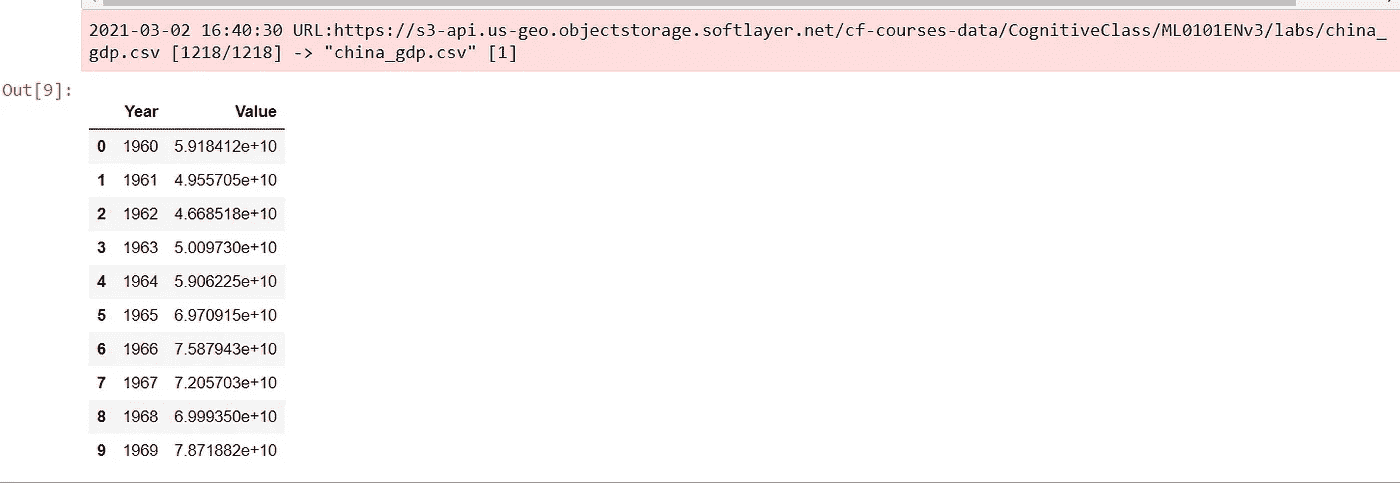 2021-03-02 16:40:30 URL:https://s3-api.us-geo.objectstorage.softlayer.net/cf-courses-data/CognitiveClass/ML0101ENv3/labs/china_
gdp.csv [1218/1218] -> "china_gdp.csv" [1]
Out[9]:
Year Value
0 1960 5.918412e+10
1 1961 4.955705e+10
2 1962 4.668518e+10
3 1963 5.009730e+10
4 1964 5.906225e+10
5 1965 6.970915e+10
6 1966 7.587943e+10
7 1967 7.205703e+10
8 1968 6.999350e+10
9 1969 7.871882e+10